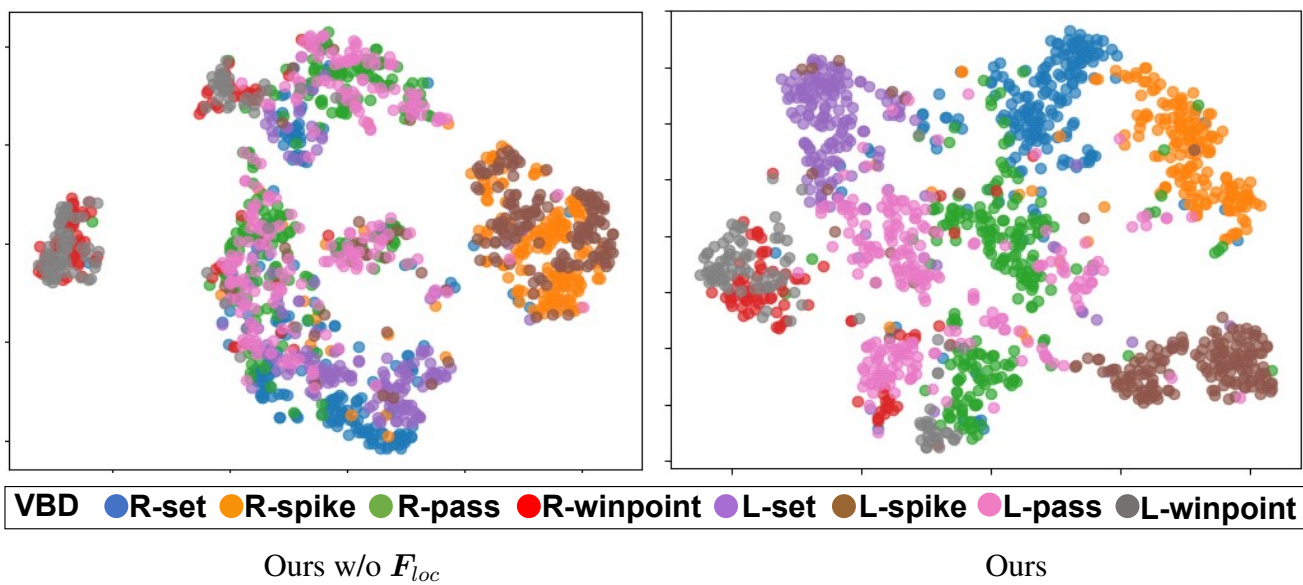 VBD R-set R-spike R-pass R-winpoint L-set L-spike L-pass L-winpoint
Ours w/o F_loc Ours